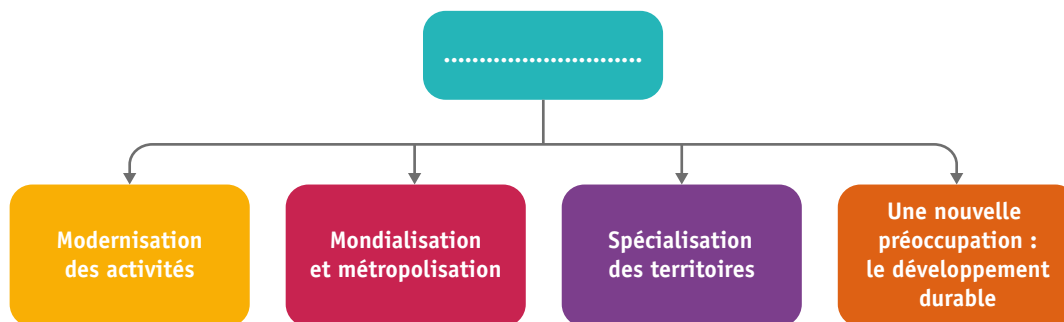 ............................
Modernisation
des activités
Mondialisation
et métropolisation
Spécialisation
des territoires
Une nouvelle
préoccupation :
le développement
durable